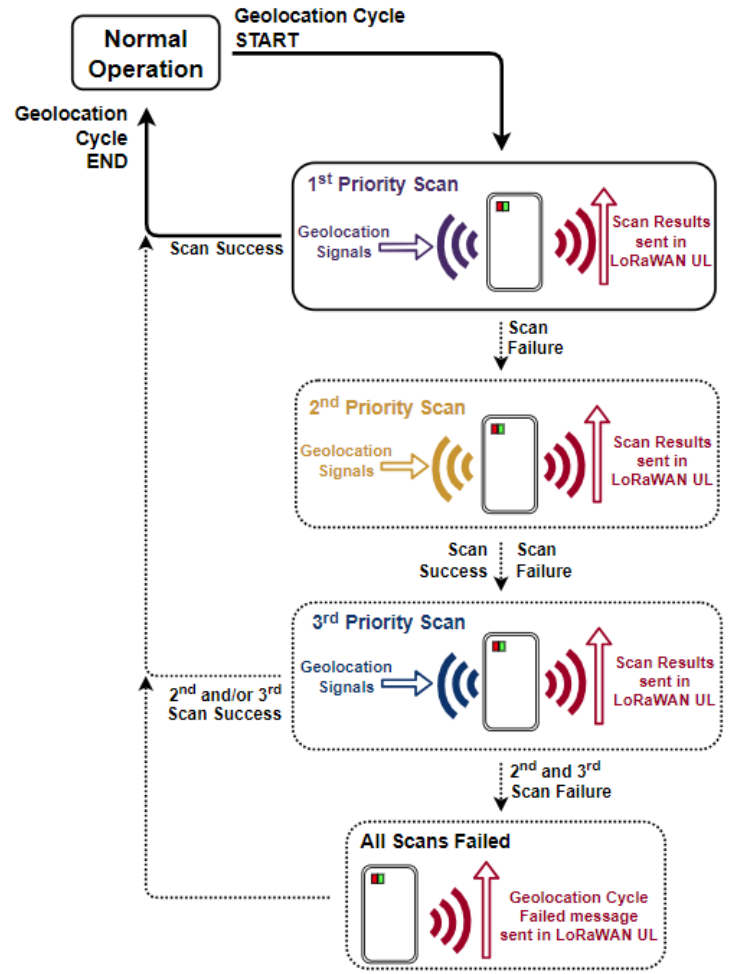 Normal
Operation
Geolocation Cycle
START
Geolocation
Cycle
END
1st Priority Scan
Geolocation
Signals
Scan Results
sent in
LoRaWAN UL
Scan Success
Scan
Failure
2nd Priority Scan
Geolocation
Signals
Scan Results
sent in
LoRaWAN UL
Scan
Success
Scan
Failure
3rd Priority Scan
Geolocation
Signals
Scan Results
sent in
LoRaWAN UL
2nd and/or 3rd
Scan Success
2nd and 3rd
Scan Failure
All Scans Failed
Geolocation Cycle
Failed message
sent in LoRaWAN UL